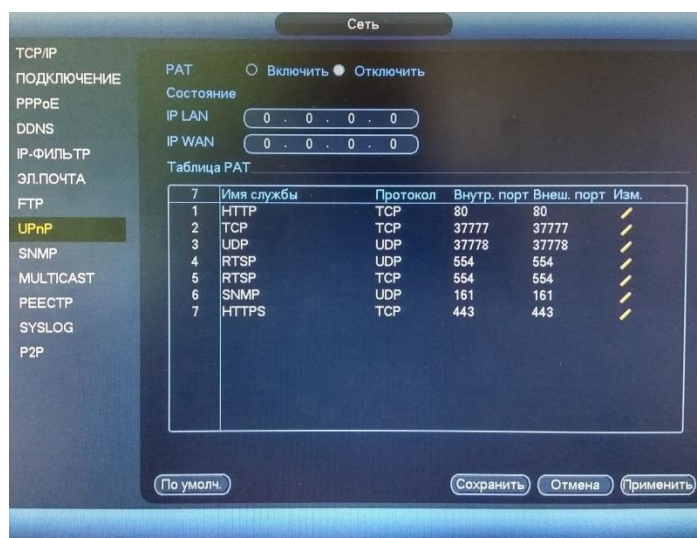 Сеть
TCP/IP
ПОДКЛЮЧЕНИЕ
PPPoE
DDNS
IP-ФИЛЬТР
ЭЛ.ПОЧТА
FTP
UPnP
SNMP
MULTICAST
РЕЕСТР
SYSLOG
P2P
PAT Включить Отключить
Состояние
IP LAN 0 . 0 . 0 . 0
IP WAN 0 . 0 . 0 . 0
Таблица PAT
7 Имя службы Протокол Внутр. порт Внеш. порт Изм.
1 HTTP TCP 80 80
2 TCP TCP 37777 37777
3 UDP UDP 37778 37778
4 RTSP UDP 554 554
5 RTSP TCP 554 554
6 SNMP UDP 161 161
7 HTTPS TCP 443 443
По умолч. Сохранить Отмена Применить